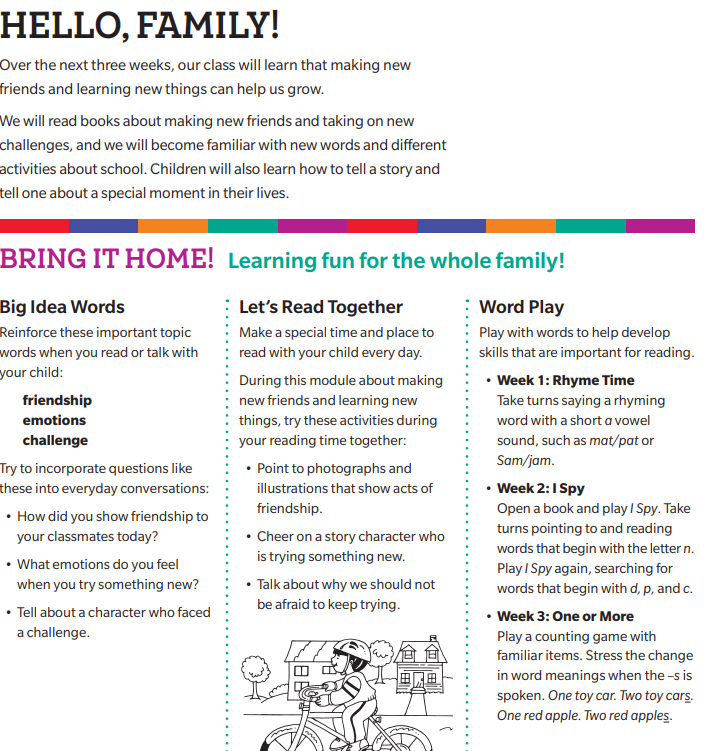 HELLO, FAMILY!
Over the next three weeks, our class will learn that making new
friends and learning new things can help us grow.
We will read books about making new friends and taking on new
challenges, and we will become familiar with new words and different
activities about school. Children will also learn how to tell a story and
tell one about a special moment in their lives.
BRING IT HOME! Learning fun for the whole family!
Big Idea Words
Reinforce these important topic
words when you read or talk with
your child:
friendship
emotions
challenge
Try to incorporate questions like
these into everyday conversations:
• How did you show friendship to
your classmates today?
• What emotions do you feel
when you try something new?
• Tell about a character who faced
a challenge.
Let's Read Together
Make a special time and place to
read with your child every day.
During this module about making
new friends and learning new
things, try these activities during
your reading time together:
• Point to photographs and
illustrations that show acts of
friendship.
• Cheer on a story character who
is trying something new.
• Talk about why we should not
be afraid to keep trying.
Word Play
Play with words to help develop
skills that are important for reading.
• Week 1: Rhyme Time
Take turns saying a rhyming
word with a short a vowel
sound, such as mat/pat or
Sam/jam.
• Week 2: I Spy
Open a book and play I Spy. Take
turns pointing to and reading
words that begin with the letter n.
Play I Spy again, searching for
words that begin with d, p, and c.
• Week 3: One or More
Play a counting game with
familiar items. Stress the change
in word meanings when the –s is
spoken. One toy car. Two toy cars.
One red apple. Two red apples.